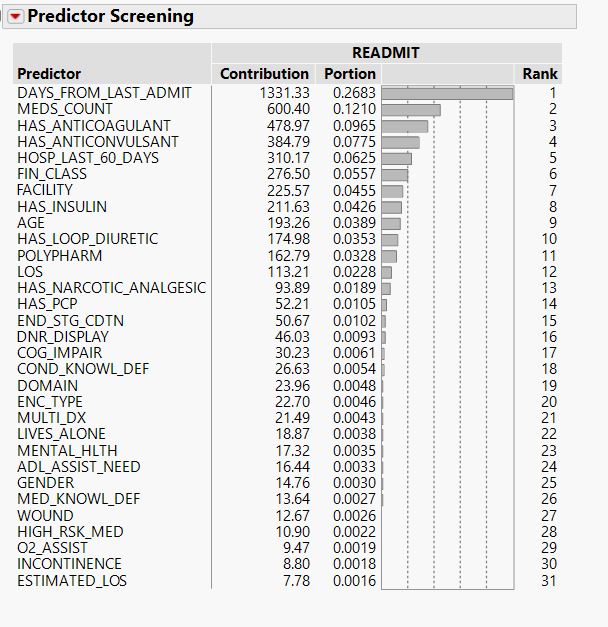 Predictor Screening
READMIT
Predictor Contribution Portion Rank
DAYS_FROM_LAST_ADMIT 1331.33 0.2683 1
MEDS_COUNT 600.40 0.1210 2
HAS_ANTICOAGULANT 478.97 0.0965 3
HAS_ANTICONVULSANT 384.79 0.0775 4
HOSP_LAST_60_DAYS 310.17 0.0625 5
FIN_CLASS 276.50 0.0557 6
FACILITY 225.57 0.0455 7
HAS_INSULIN 211.63 0.0426 8
AGE 193.26 0.0389 9
HAS_LOOP_DIURETIC 174.98 0.0353 10
POLYPHARM 162.79 0.0328 11
LOS 113.21 0.0228 12
HAS_NARCOTIC_ANALGESIC 93.89 0.0189 13
HAS_PCP 52.21 0.0105 14
END_STG_CDTN 50.67 0.0102 15
DNR_DISPLAY 46.03 0.0093 16
COG_IMPAIR 30.23 0.0061 17
COND_KNOWL_DEF 26.63 0.0054 18
DOMAIN 23.96 0.0048 19
ENC_TYPE 22.70 0.0046 20
MULTI_DX 21.49 0.0043 21
LIVES_ALONE 18.87 0.0038 22
MENTAL_HLTH 17.32 0.0035 23
ADL_ASSIST_NEED 16.44 0.0033 24
GENDER 14.76 0.0030 25
MED_KNOWL_DEF 13.64 0.0027 26
WOUND 12.67 0.0026 27
HIGH_RSK_MED 10.90 0.0022 28
O2_ASSIST 9.47 0.0019 29
INCONTINENCE 8.80 0.0018 30
ESTIMATED_LOS 7.78 0.0016 31